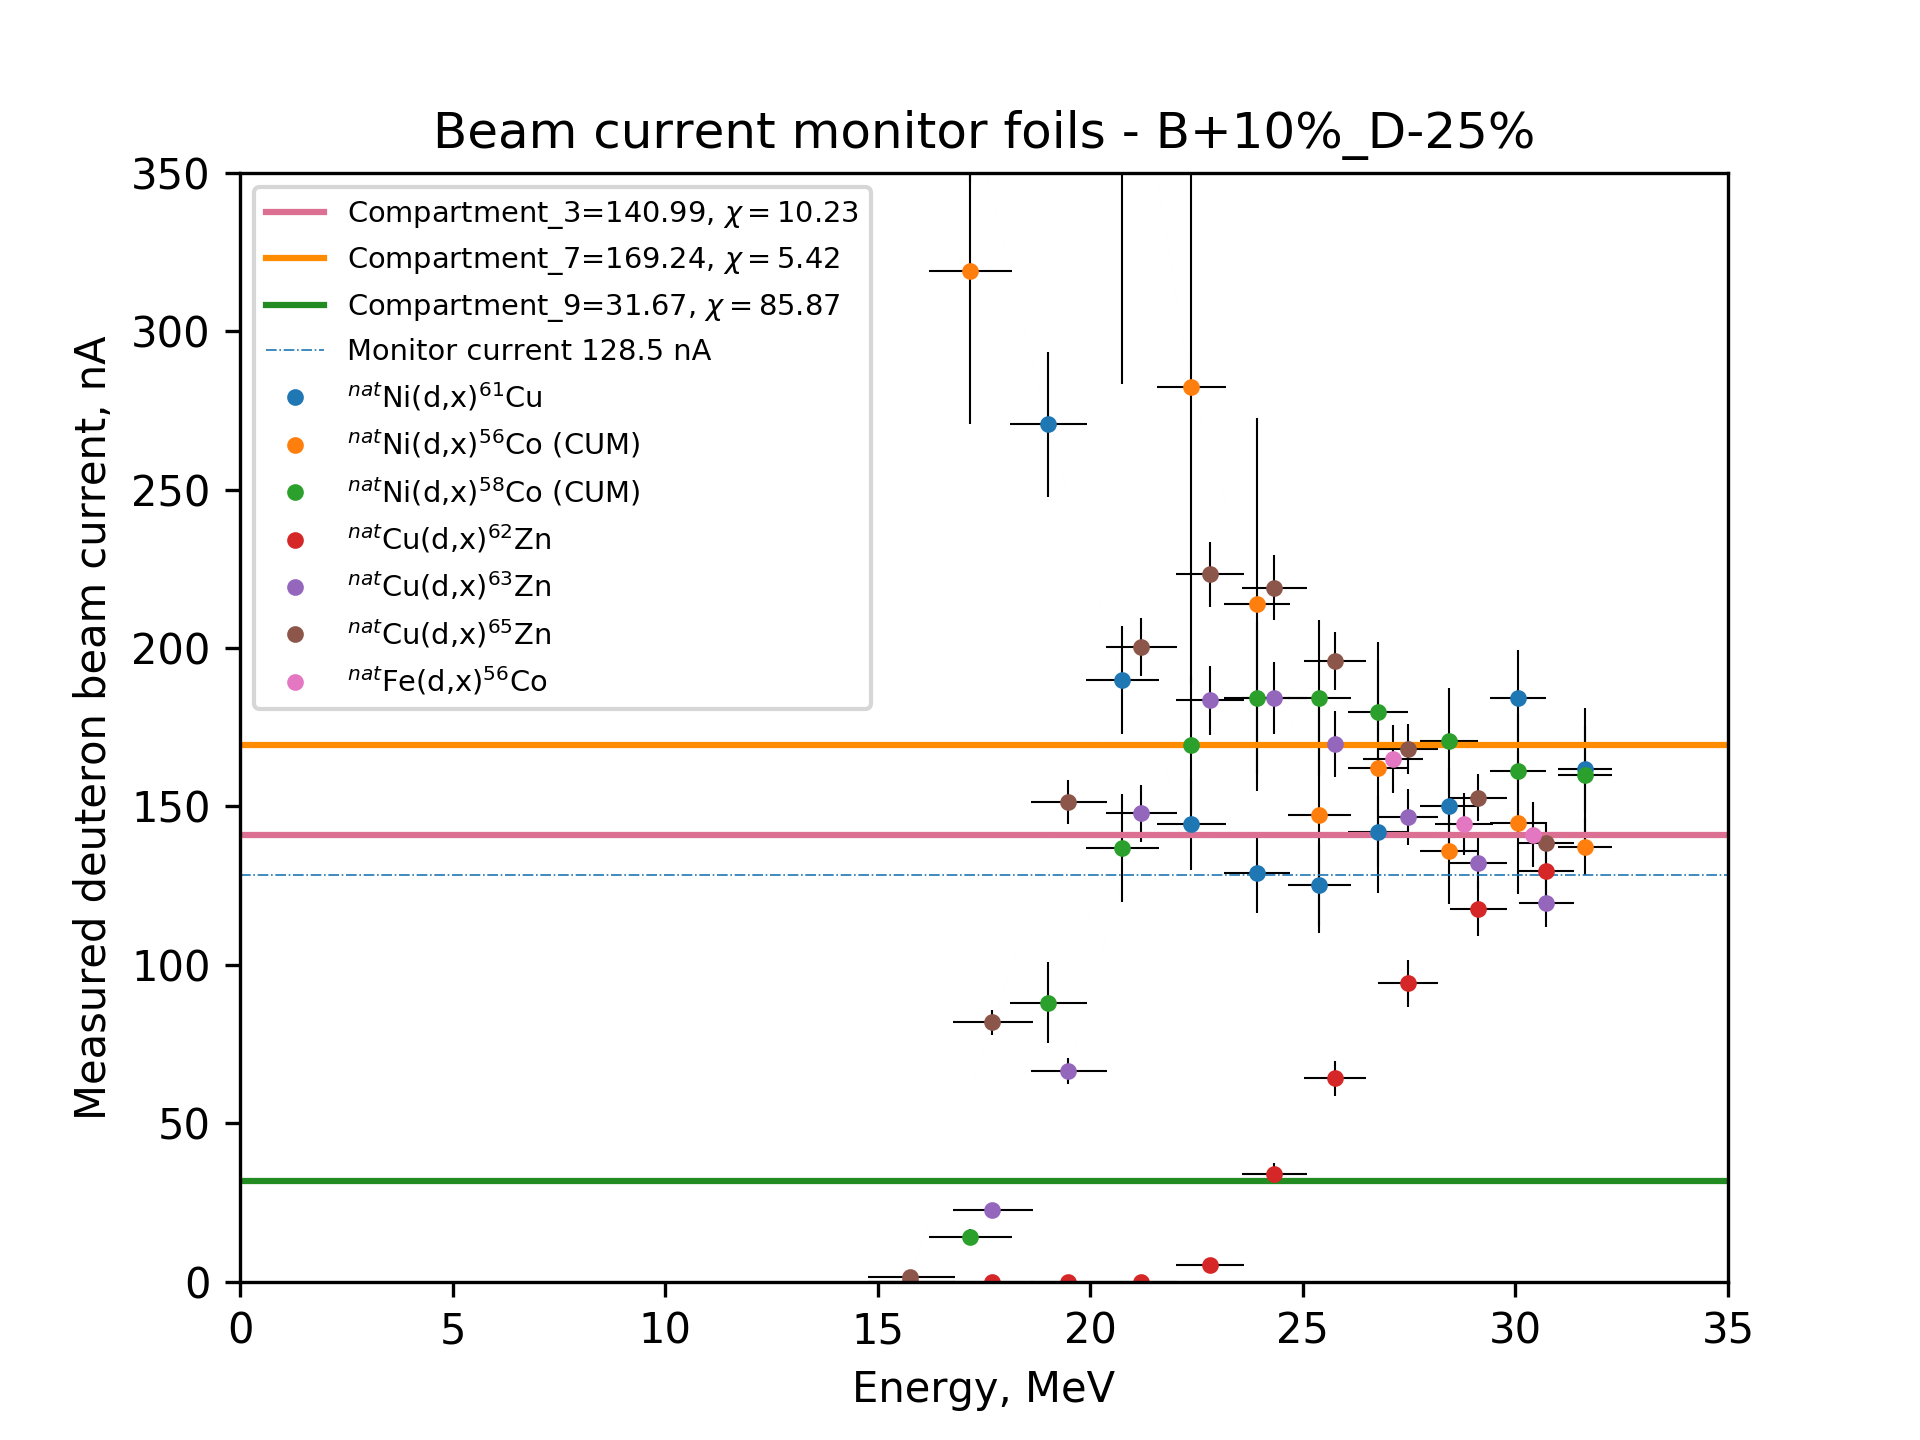 Beam current monitor foils - B+10%_D-25%
Measured deuteron beam current, nA
350
300
250
200
150
100
50
0
Compartment_3=140.99, χ = 10.23
Compartment_7=169.24, χ = 5.42
Compartment_9=31.67, χ = 85.87
Monitor current 128.5 nA
natNi(d,x)61Cu
natNi(d,x)56Co (CUM)
natNi(d,x)58Co (CUM)
natCu(d,x)62Zn
natCu(d,x)63Zn
natCu(d,x)65Zn
natFe(d,x)56Co
0 5 10 15 20 25 30 35
Energy, MeV